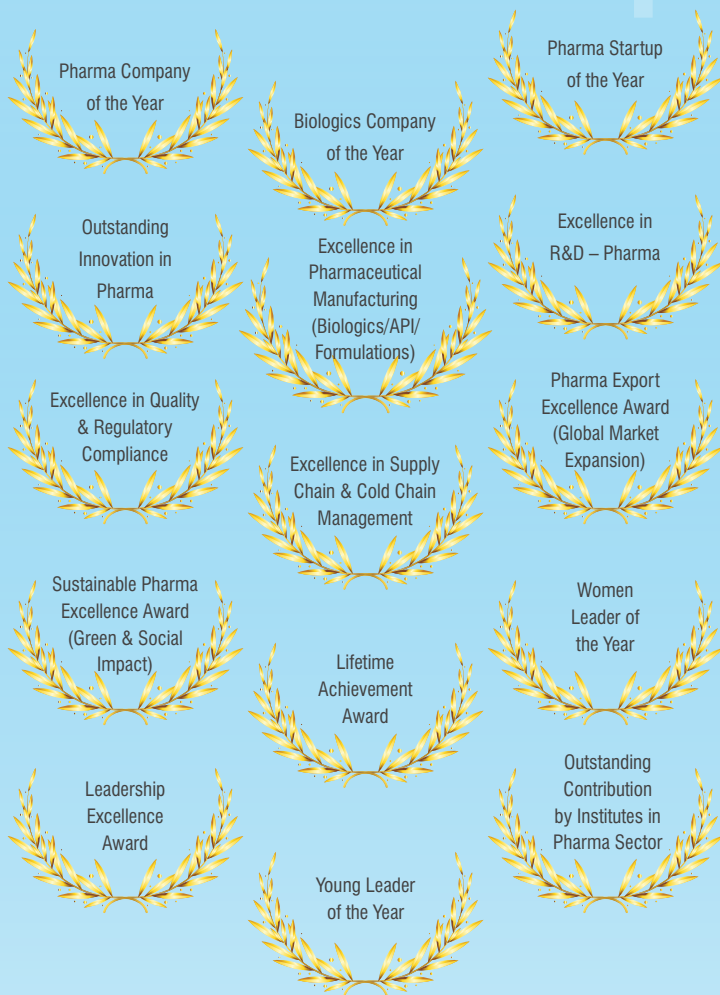 Pharma Company
of the Year
Biologics Company
of the Year
Pharma Startup
of the Year
Outstanding
Innovation in
Pharma
Excellence in
Pharmaceutical
Manufacturing
(Biologics/API/
Formulations)
Excellence in
R&D – Pharma
Excellence in Quality
& Regulatory
Compliance
Excellence in Supply
Chain & Cold Chain
Management
Pharma Export
Excellence Award
(Global Market
Expansion)
Sustainable Pharma
Excellence Award
(Green & Social
Impact)
Lifetime
Achievement
Award
Women
Leader of
the Year
Leadership
Excellence
Award
Young Leader
of the Year
Outstanding
Contribution
by Institutes in
Pharma Sector